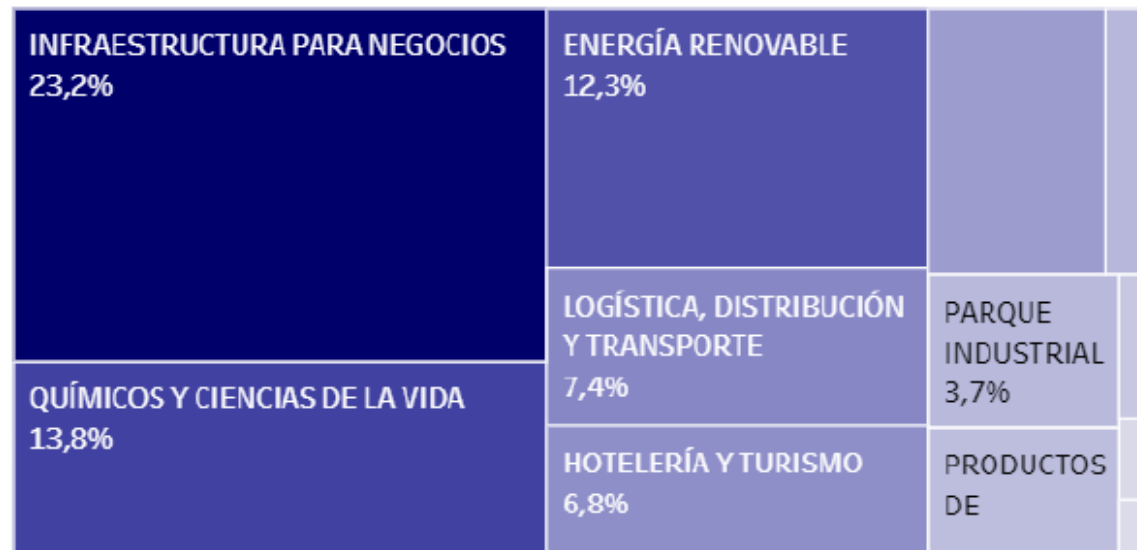 INFRAESTRUCTURA PARA NEGOCIOS
23,2%
QUÍMICOS Y CIENCIAS DE LA VIDA
13,8%
ENERGÍA RENOVABLE
12,3%
LOGÍSTICA, DISTRIBUCIÓN
Y TRANSPORTE
7,4%
HOTELERÍA Y TURISMO
6,8%
PARQUE
INDUSTRIAL
3,7%
PRODUCTOS
DE